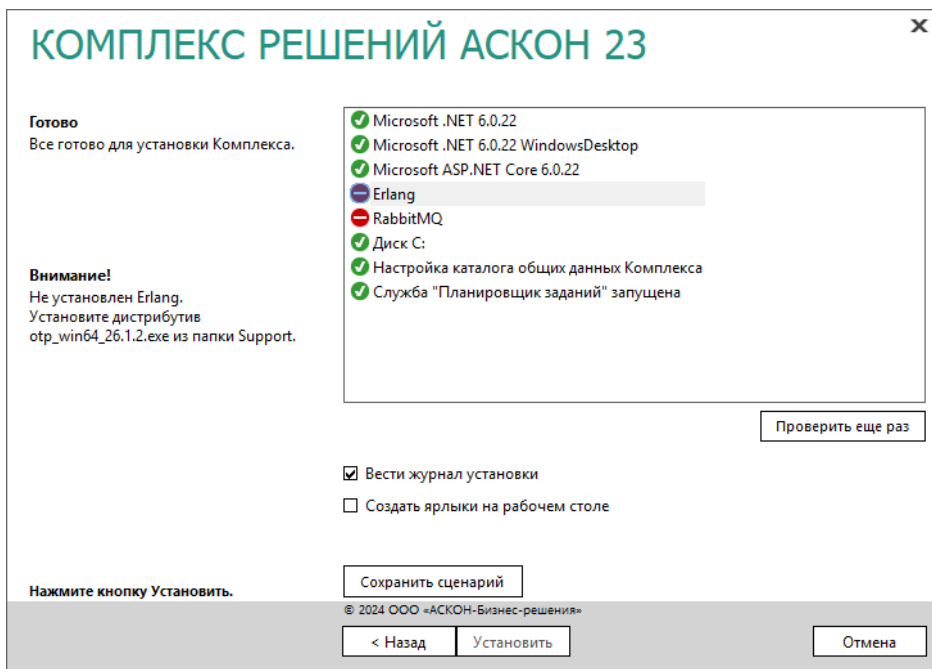 КОМПЛЕКС РЕШЕНИЙ АСКОН 23
Готово
Все готово для установки Комплекса.
Microsoft .NET 6.0.22
Microsoft .NET 6.0.22 WindowsDesktop
Microsoft ASP.NET Core 6.0.22
Erlang
RabbitMQ
Диск C:
Настройка каталога общих данных Комплекса
Служба "Планировщик заданий" запущена
Внимание!
Не установлен Erlang.
Установите дистрибутив
otp_win64_26.1.2.exe из папки Support.
Проверить еще раз
Вести журнал установки
Создать ярлыки на рабочем столе
Нажмите кнопку Установить.
Сохранить сценарий
© 2024 ООО «АСКОН-Бизнес-решения»
< Назад
Установить
Отмена